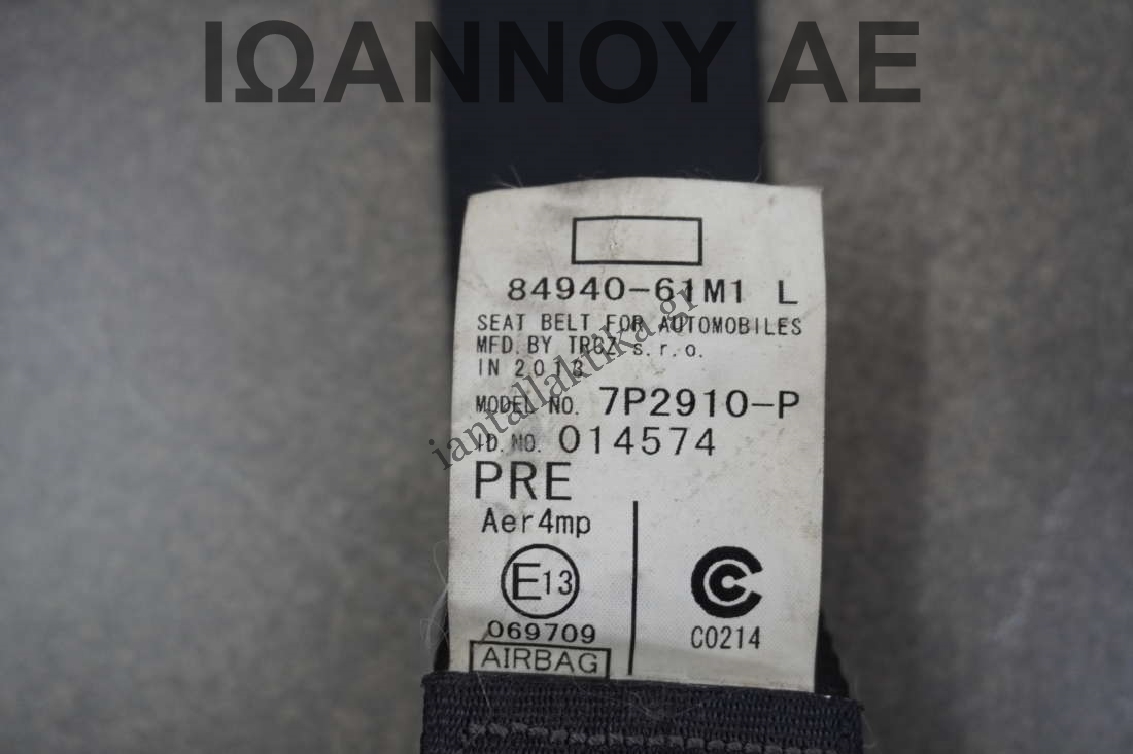 ΙΩΑΝΝΟΥ ΑΕ
84940-61M1 L
SEAT BELT FOR AUTOMOBILES
MFD. BY TRCZ s.r.o.
IN 2013
MODEL NO. 7P2910-P
ID. NO. 014574
PRE
Aer4mp
E13
069709
AIRBAG
C
C0214
iantallaktika.gr